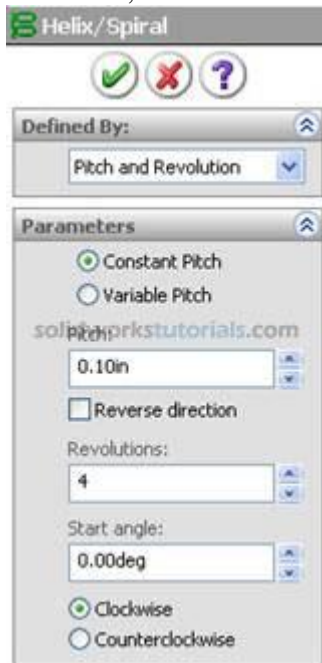 Helix/Spiral
?
Defined By:
Pitch and Revolution
Parameters
Constant Pitch
Variable Pitch
solidworkstutorials.com
Pitch:
0.10in
Reverse direction
Revolutions:
4
Start angle:
0.00deg
Clockwise
Counterclockwise